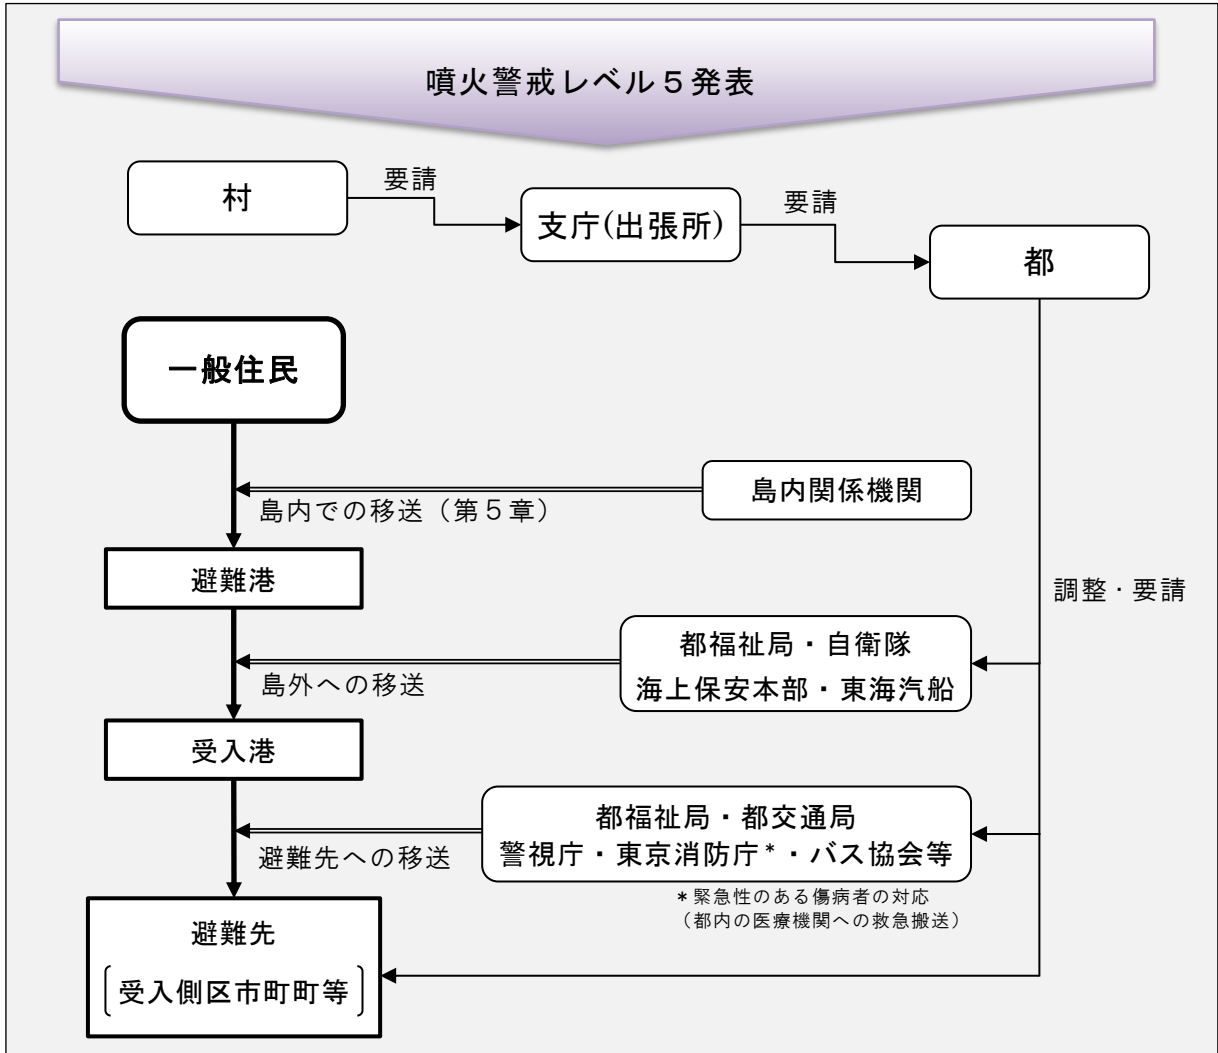 噴火警戒レベル５発表
村
要請
支庁(出張所)
要請
都
一般住民
島内関係機関
島内での移送（第５章）
避難港
調整・要請
都福祉局・自衛隊
海上保安本部・東海汽船
島外への移送
受入港
都福祉局・都交通局
警視庁・東京消防庁*・バス協会等
避難先への移送
*緊急性のある傷病者の対応
（都内の医療機関への救急搬送）
避難先
受入側区市町町等